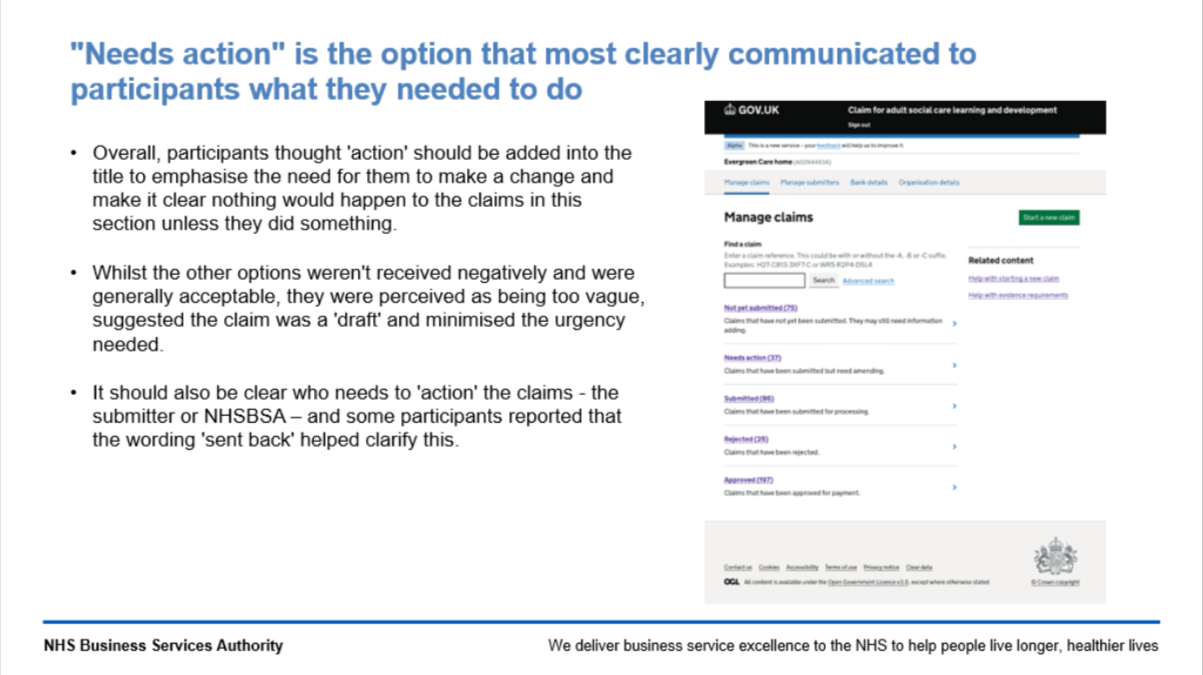 "Needs action" is the option that most clearly communicated to
participants what they needed to do
• Overall, participants thought 'action' should be added into the
title to emphasise the need for them to make a change and
make it clear nothing would happen to the claims in this
section unless they did something.
• Whilst the other options weren't received negatively and were
generally acceptable, they were perceived as being too vague,
suggested the claim was a 'draft' and minimised the urgency
needed.
• It should also be clear who needs to 'action' the claims - the
submitter or NHSBSA – and some participants reported that
the wording 'sent back' helped clarify this.
GOV.UK
Claim for adult social care learning and development
Sign out
Alpha This is a new service - your feedback will help us to improve it.
Evergreen Care home
Manage claims Manage submitters Bank details Organisation details
Manage claims
Start a new claim
Find a claim
Enter a claim reference. This could be with or without the -A, -B or -C suffix.
Examples:
Search Advanced search
Related content
Help with starting a new claim
Help with evidence requirements
Not yet submitted (75)
Claims that have not yet been submitted. They may still need information
adding.
Needs action (37)
Claims that have been submitted but need amending.
Submitted (86)
Claims that have been submitted for processing.
Rejected (25)
Claims that have been rejected.
Approved (197)
Claims that have been approved for payment.
Contact us Cookies Accessibility Terms of use Privacy notice Clear data
OGL All content is available under the Open Government Licence v3.0, except where otherwise stated
© Crown copyright
NHS Business Services Authority
We deliver business service excellence to the NHS to help people live longer, healthier lives